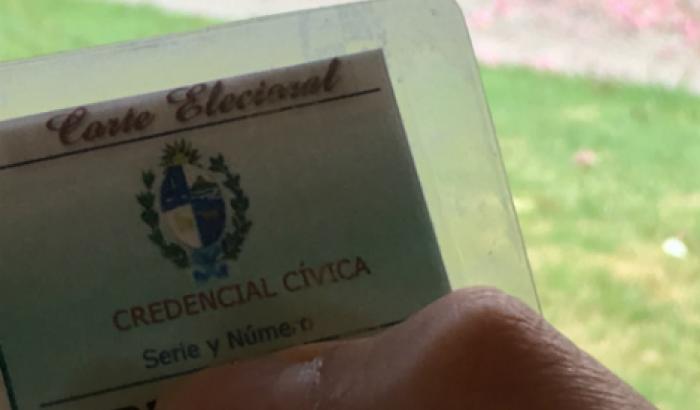 Corte Electoral
CREDENCIAL CÍVICA
Serie y Número